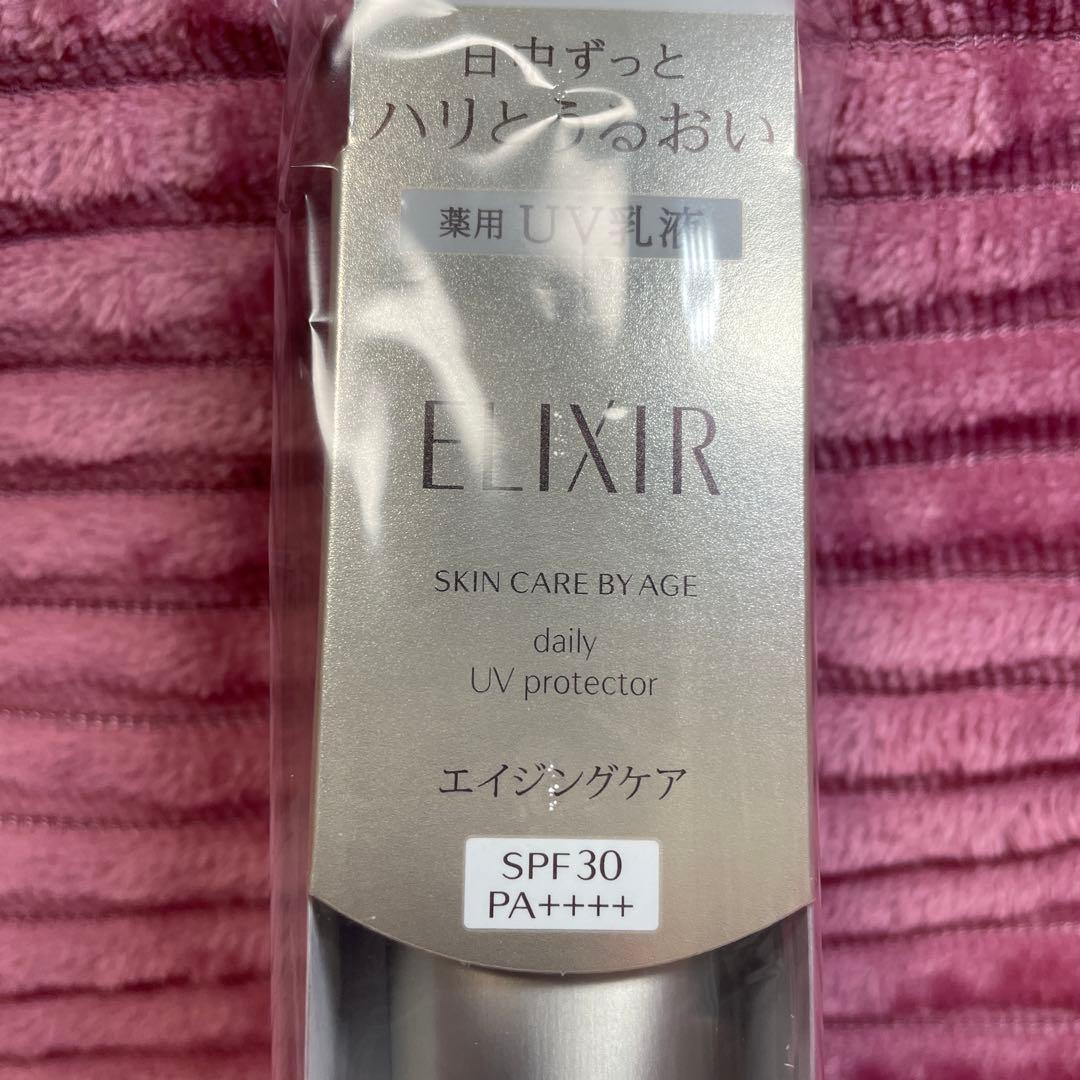 日中ずっと
ハリとうるおい
薬用 UV乳液
ELIXIR
SKIN CARE BY AGE
daily
UV protector
エイジングケア
SPF30
PA++++